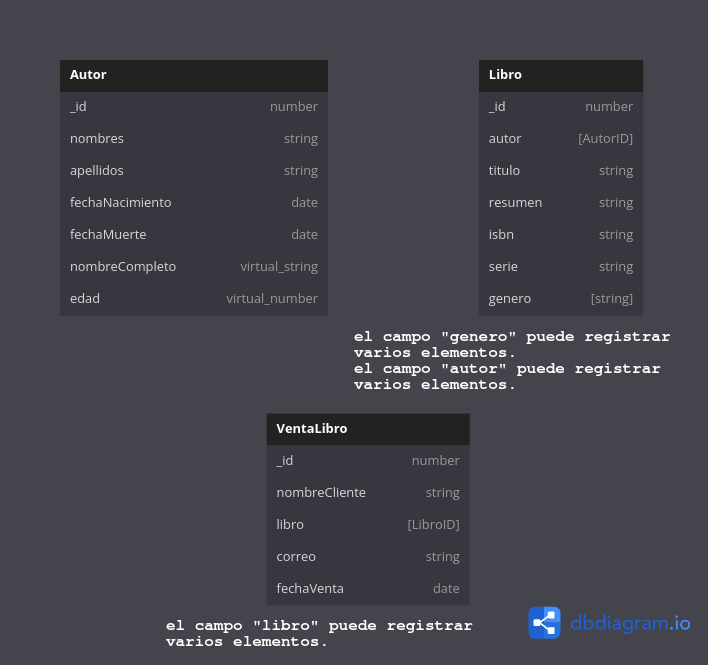 Autor
_id number
nombres string
apellidos string
fechaNacimiento date
fechaMuerte date
nombreCompleto virtual_string
edad virtual_number
Libro
_id number
autor [AutorID]
titulo string
resumen string
isbn string
serie string
genero [string]
el campo "genero" puede registrar
varios elementos.
el campo "autor" puede registrar
varios elementos.
VentaLibro
_id number
nombreCliente string
libro [LibroID]
correo string
fechaVenta date
el campo "libro" puede registrar
varios elementos.
dbdiagram.io